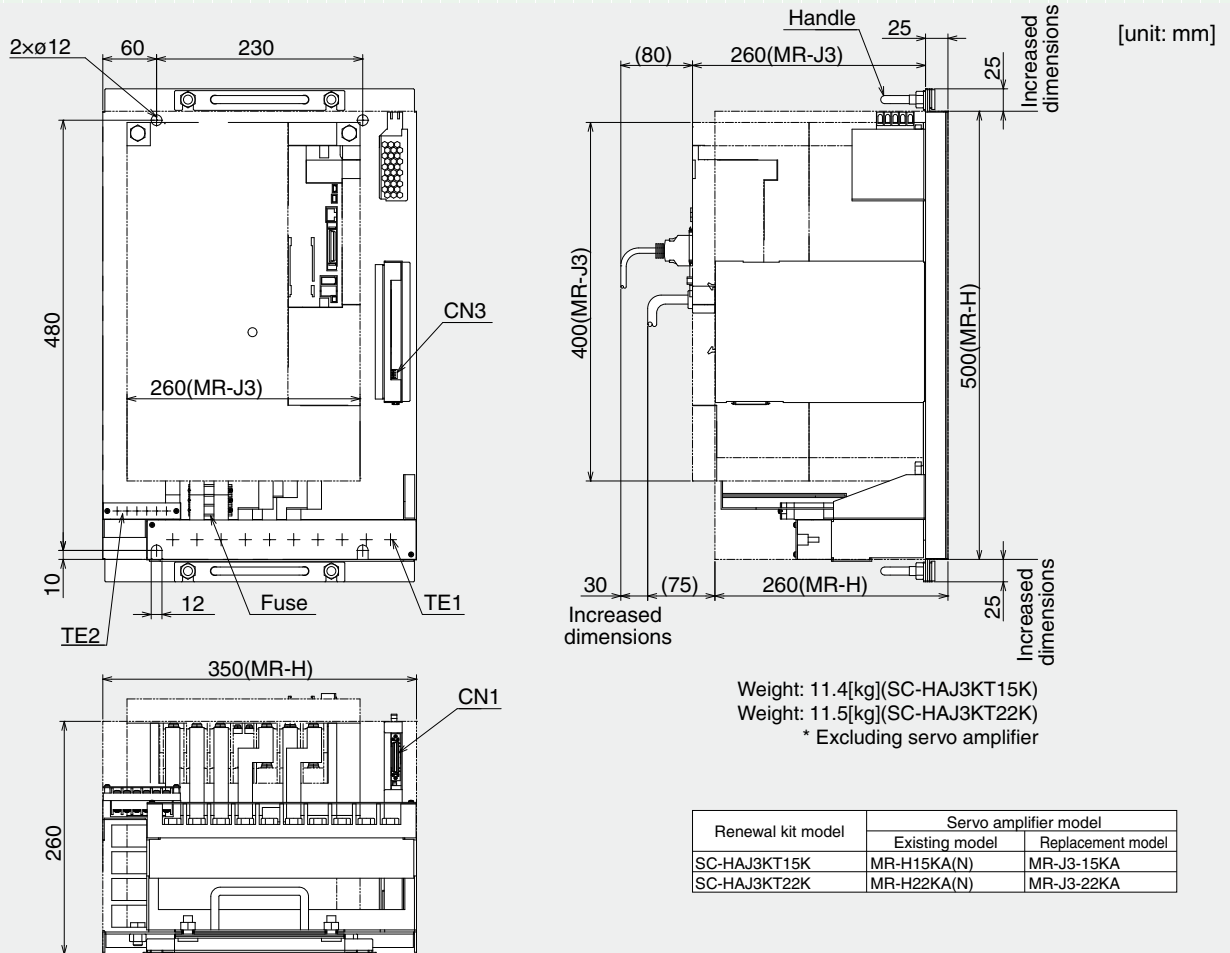 [unit: mm]
2×ø12
60
230
480
10
12
260(MR-J3)
CN3
Fuse
TE1
TE2
Handle
25
(80)
260(MR-J3)
25
Increased
dimensions
400(MR-J3)
500(MR-H)
30
(75)
260(MR-H)
Increased
dimensions
25
Increased
dimensions
350(MR-H)
CN1
260
Weight: 11.4[kg](SC-HAJ3KT15K)
Weight: 11.5[kg](SC-HAJ3KT22K)
* Excluding servo amplifier
Renewal kit model Servo amplifier model
Existing model Replacement model
SC-HAJ3KT15K MR-H15KA(N) MR-J3-15KA
SC-HAJ3KT22K MR-H22KA(N) MR-J3-22KA